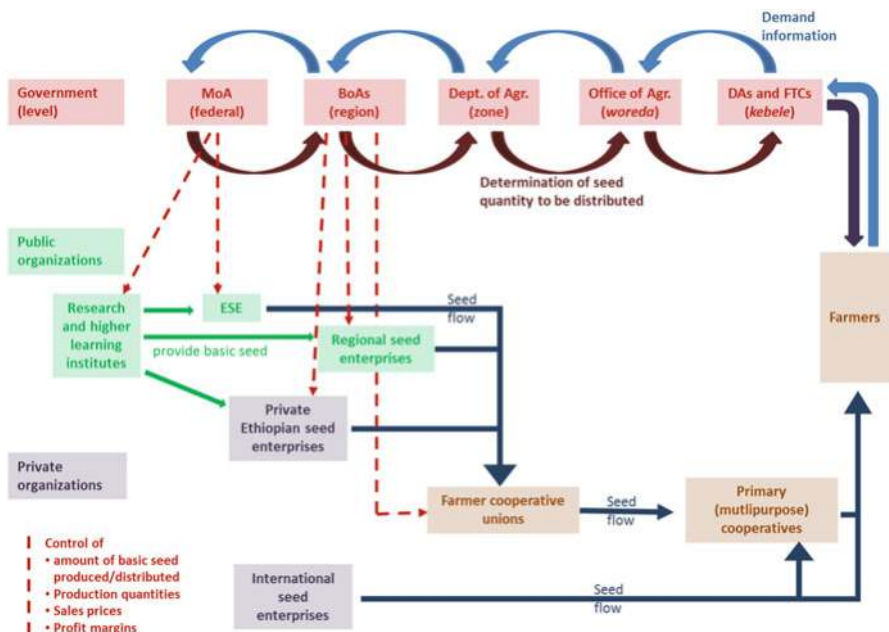 Demand
information
Government
(level)
MoA
(federal)
BoAs
(region)
Dept. of Agr.
(zone)
Office of Agr.
(woreda)
DAs and FTCs
(kebele)
Determination of seed
quantity to be distributed
Public
organizations
Research
and higher
learning
institutes
ESE
Seed
flow
provide basic seed
Regional seed
enterprises
Farmers
Private
Ethiopian seed
enterprises
Private
organizations
Farmer cooperative
unions
Seed
flow
Primary
(mutlipurpose)
cooperatives
Control of
• amount of basic seed
produced/distributed
• Production quantities
• Sales prices
• Profit margins
International
seed
enterprises
Seed
flow